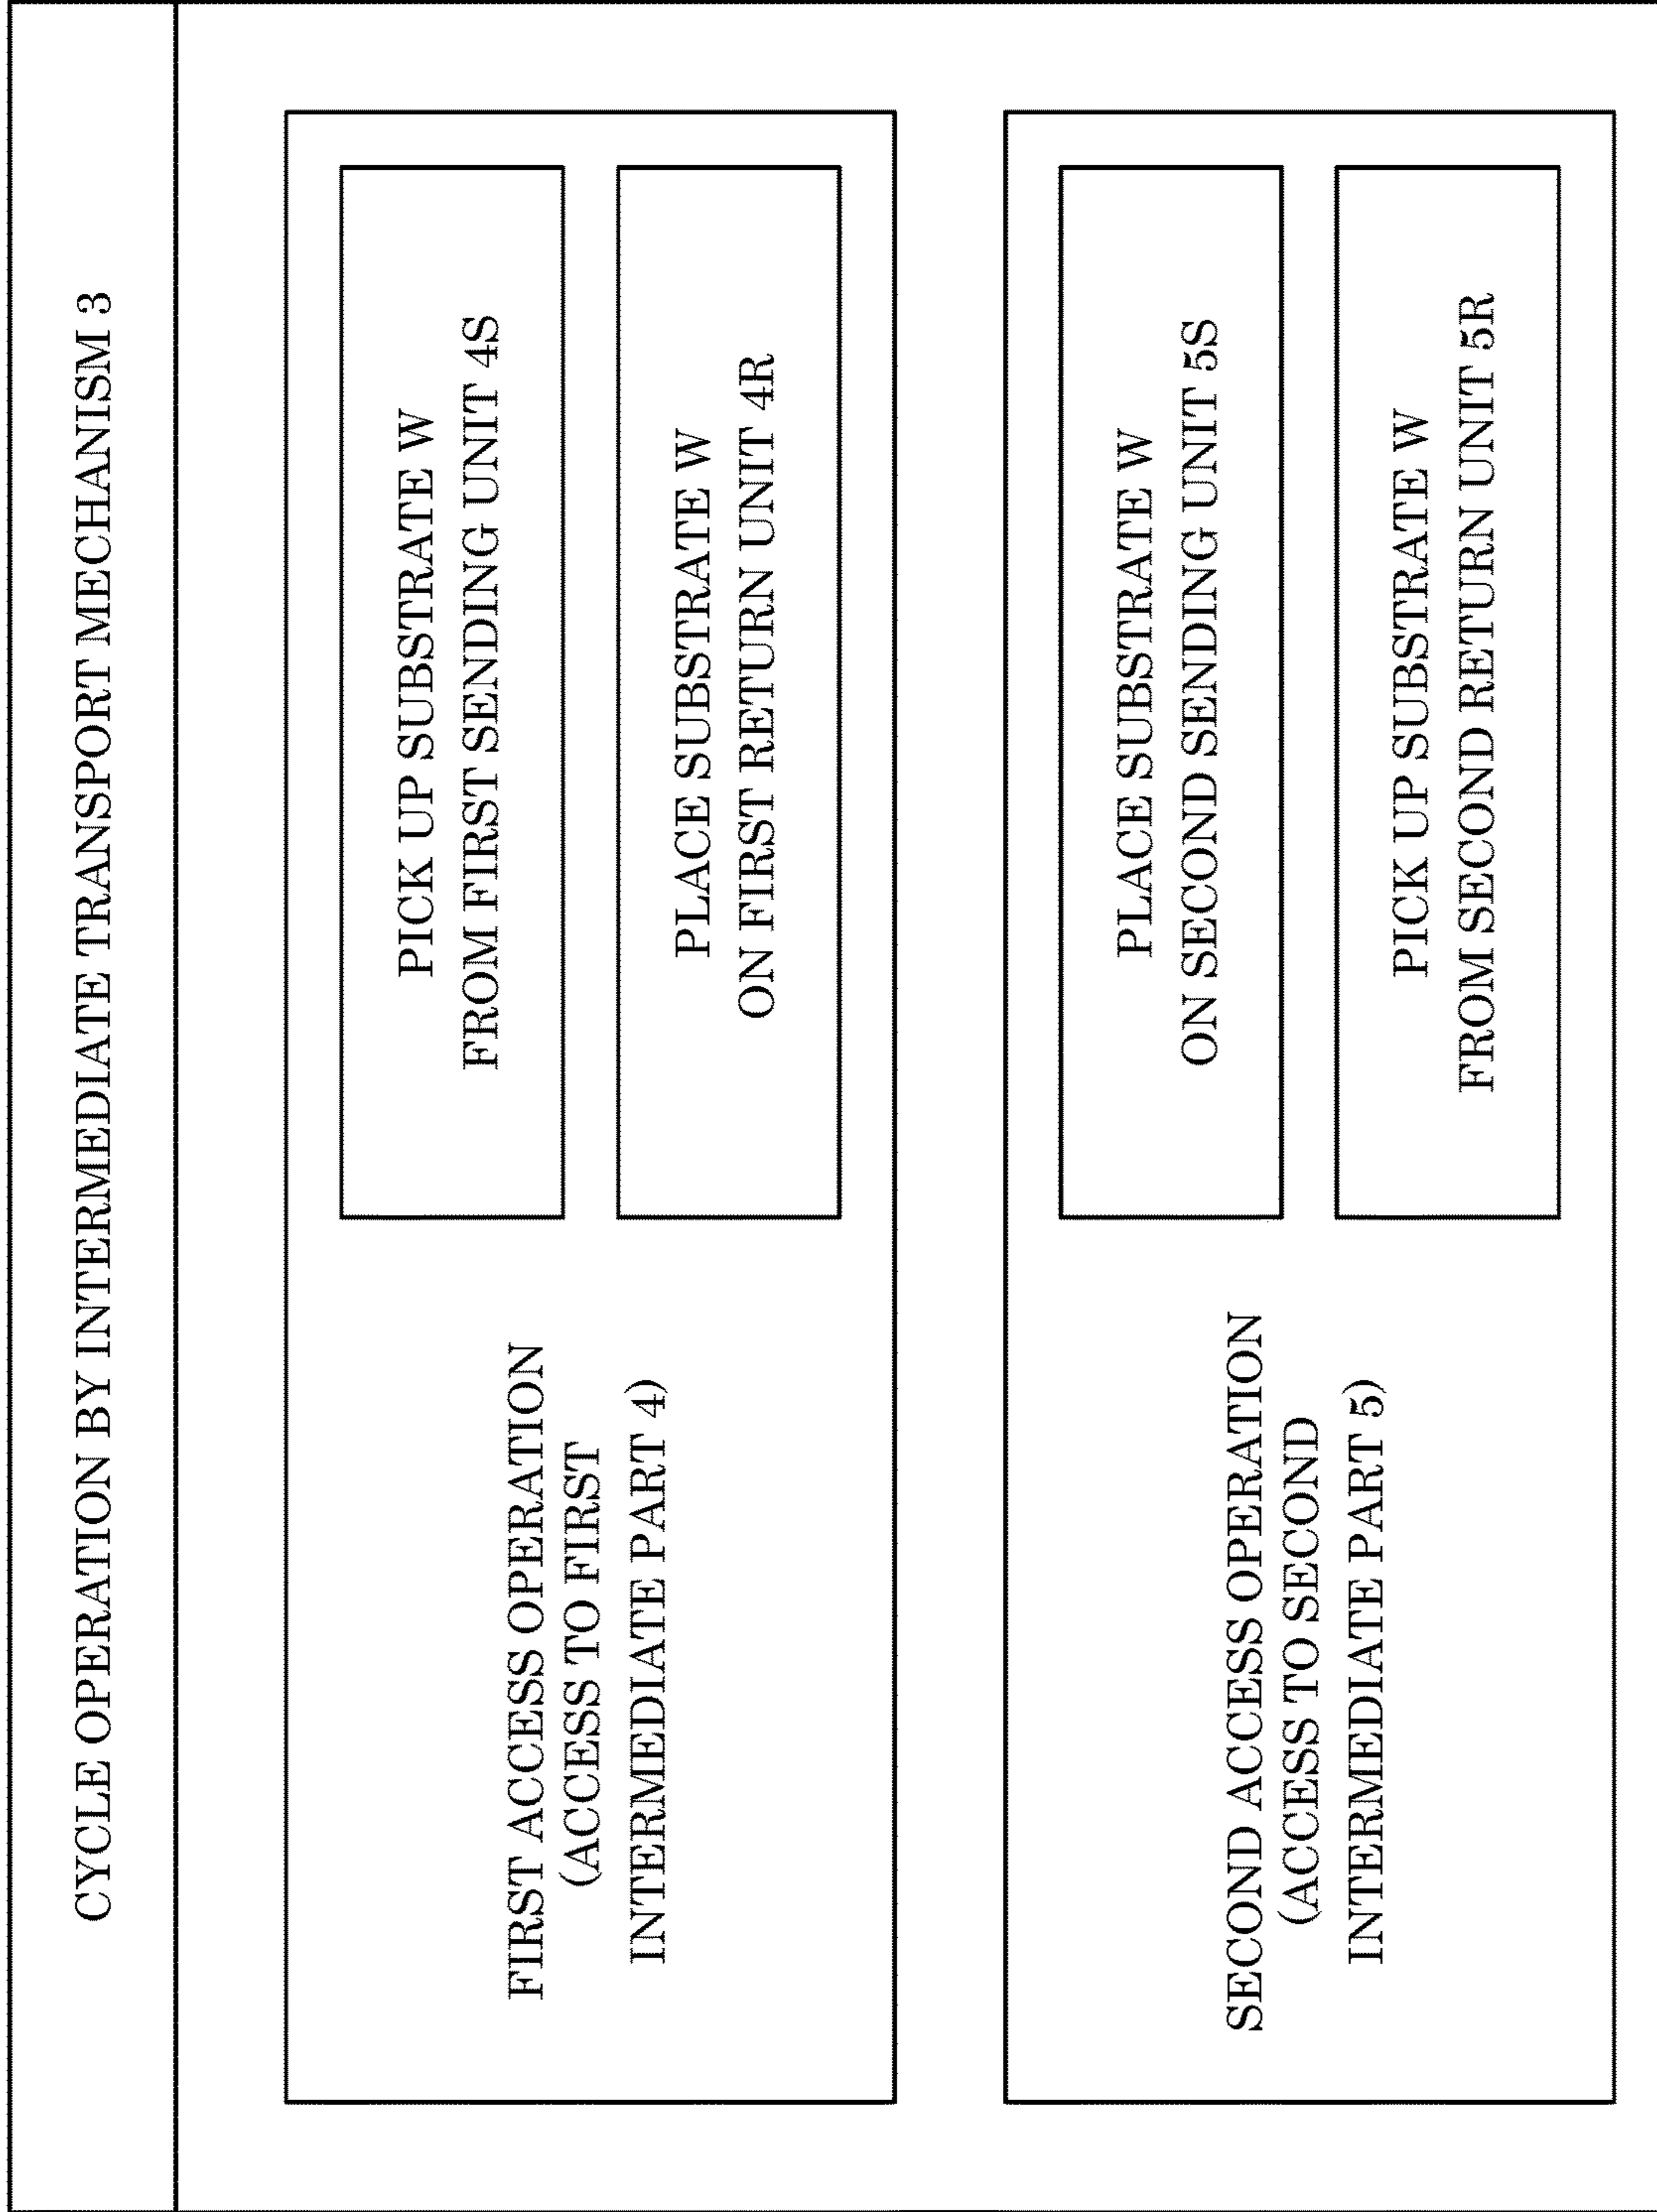 CYCLE OPERATION BY INTERMEDIATE TRANSPORT MECHANISM 3
FIRST ACCESS OPERATION
(ACCESS TO FIRST
INTERMEDIATE PART 4)
PICK UP SUBSTRATE W
FROM FIRST SENDING UNIT 4S
PLACE SUBSTRATE W
ON FIRST RETURN UNIT 4R
SECOND ACCESS OPERATION
(ACCESS TO SECOND
INTERMEDIATE PART 5)
PLACE SUBSTRATE W
ON SECOND SENDING UNIT 5S
PICK UP SUBSTRATE W
FROM SECOND RETURN UNIT 5R